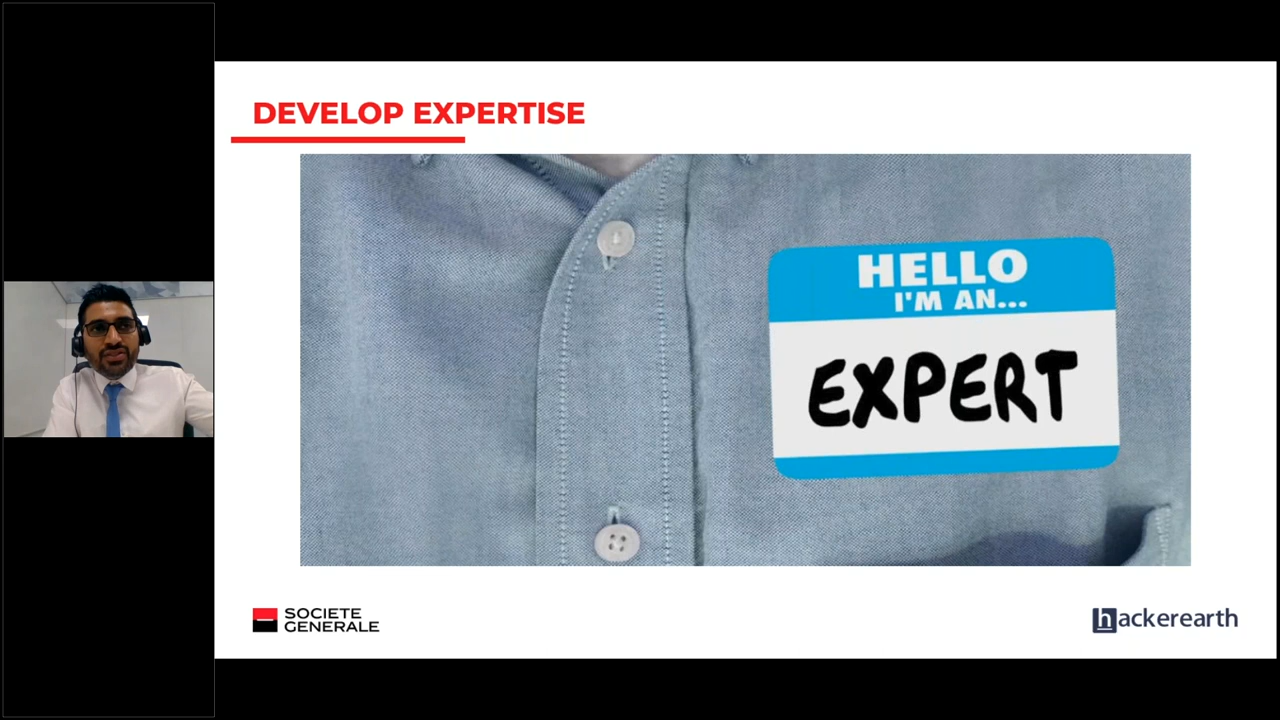 DEVELOP EXPERTISE
HELLO
I'M AN...
EXPERT
SOCIETE
GENERALE
hackerearth